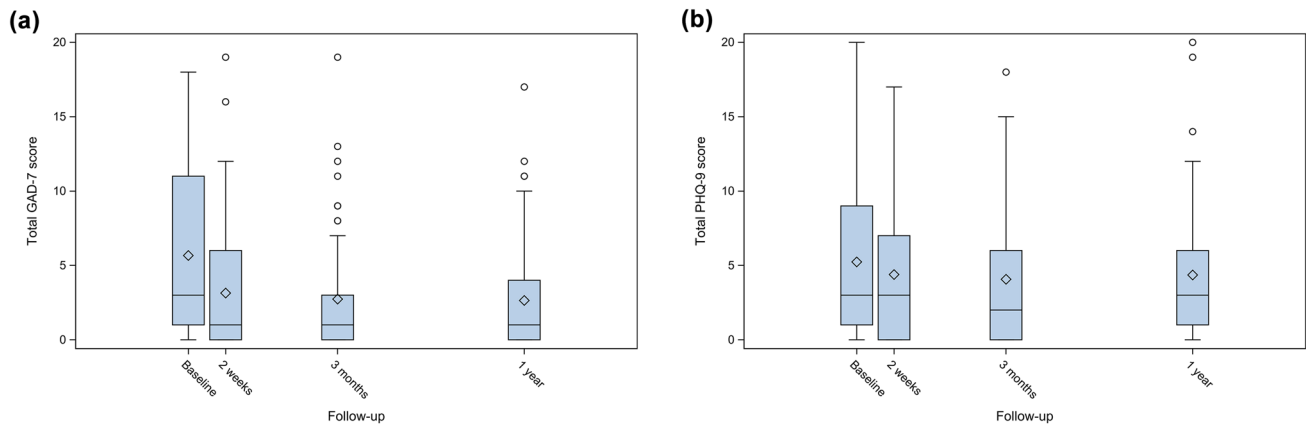 (a)
20
15
10
5
0
Total GAD-7 score
Baseline
2 weeks
3 months
1 year
Follow-up
(b)
20
15
10
5
0
Total PHQ-9 score
Baseline
2 weeks
3 months
1 year
Follow-up